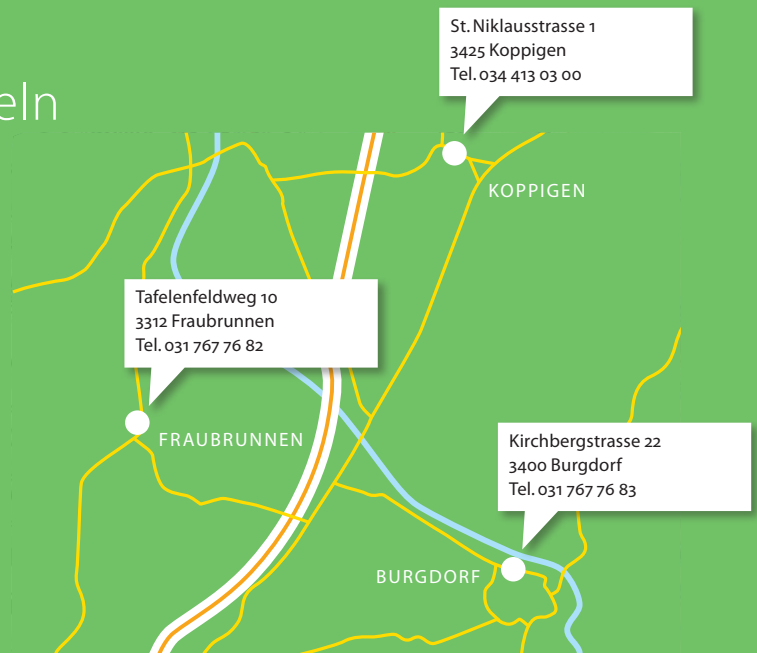 eln
St. Niklausstrasse 1
3425 Koppigen
Tel. 034 413 03 00
KOPPIGEN
Tafelenfeldweg 10
3312 Fraubrunnen
Tel. 031 767 76 82
FRAUBRUNNEN
Kirchbergstrasse 22
3400 Burgdorf
Tel. 031 767 76 83
BURGDORF